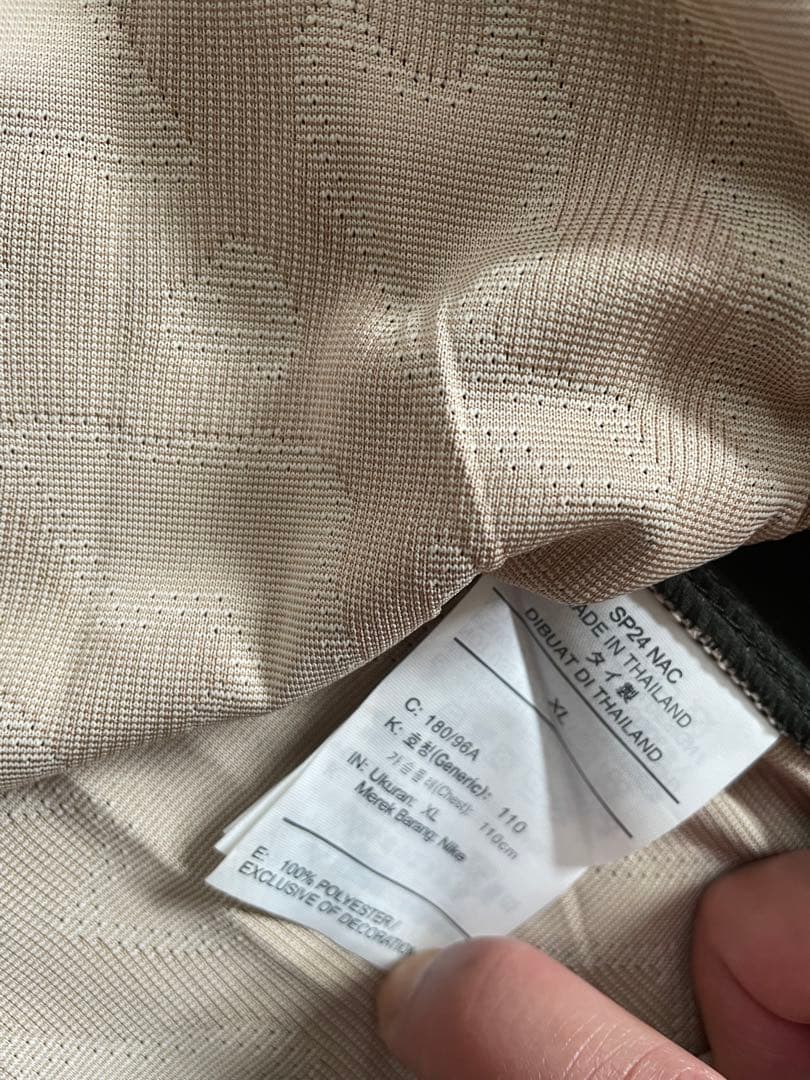 SP24 NAC
MADE IN THAILAND
タイ製
DIBUAT DI THAILAND
XL
C: 180/96A
K: 호칭(Generic): 110
가슴둘레(Chest): 110cm
IN: Ukuran: XL
Merek Barang: Nike
E: 100% POLYESTER/
EXCLUSIVE OF DECORATION